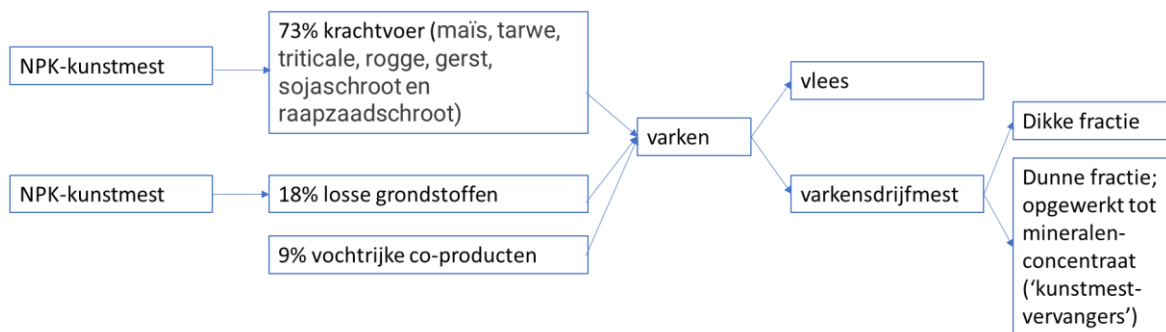 NPK-kunstmest
73% krachtvoer (maïs, tarwe,
triticale, rogge, gerst,
sojaschroot en
raapzaadschroot)
NPK-kunstmest
18% losse grondstoffen
9% vochtrijke co-producten
varken
vlees
varkensdrijfmest
Dikke fractie
Dunne fractie;
opgewerkt tot
mineralen-
concentraat
(‘kunstmest-
vervangers’)